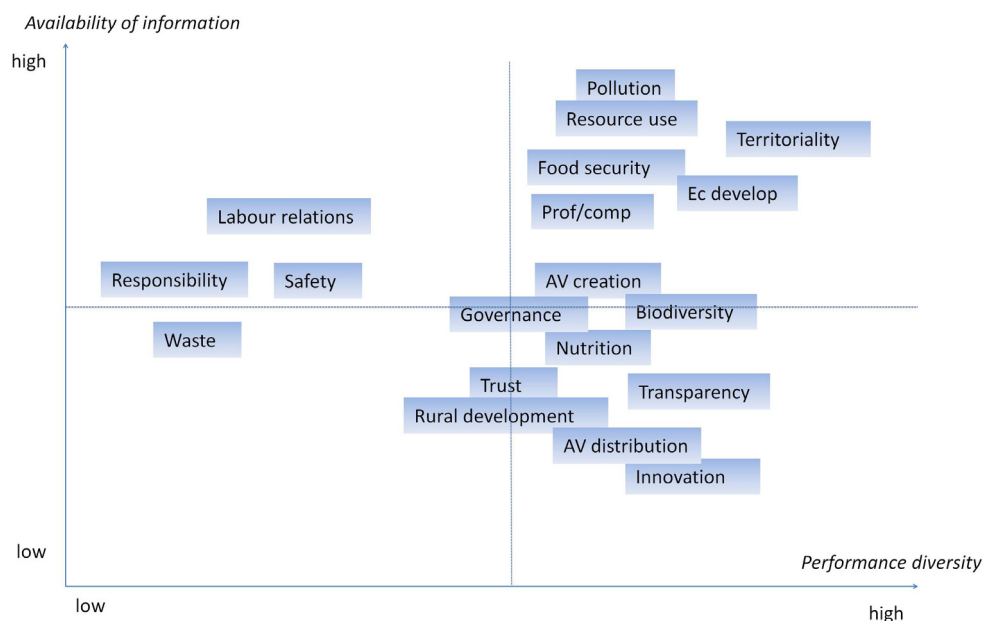 Availability of information
high
Pollution
Resource use
Territoriality
Food security
Ec develop
Prof/comp
Labour relations
Responsibility
Safety
AV creation
Governance
Biodiversity
Waste
Nutrition
Trust
Transparency
Rural development
AV distribution
Innovation
low
Performance diversity
low
high